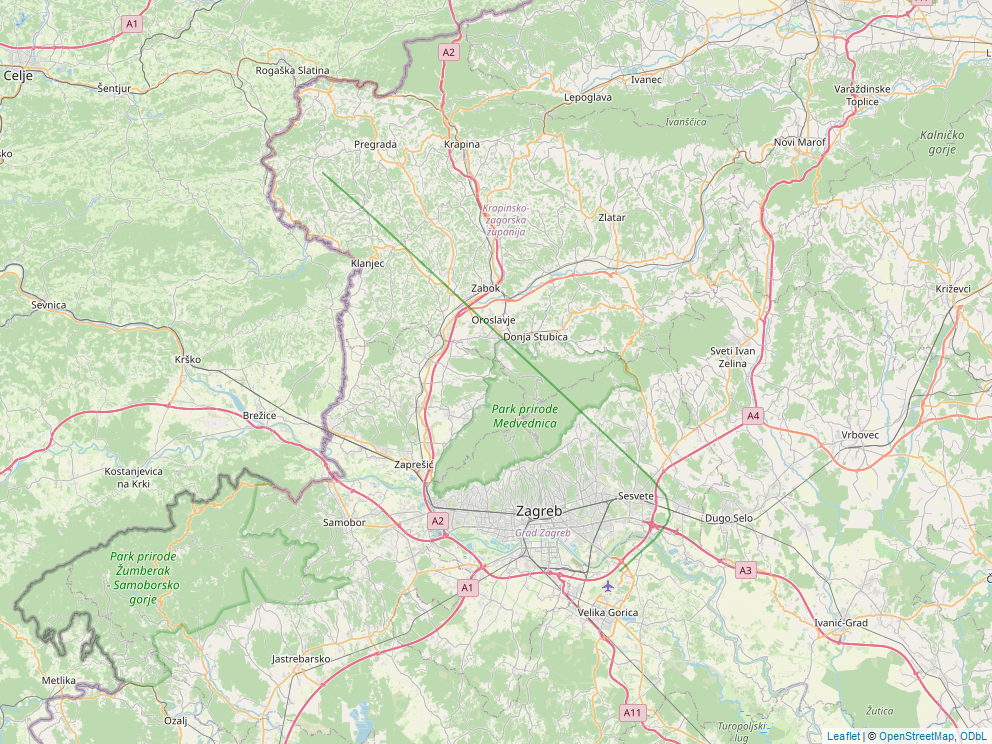 A1
A2
Celje
Rogaška Slatina
Šentjur
Ivanec
Lepoglava
Varaždinske
Toplice
Ivanščica
Kalničko
gorje
Pregrada
Krapina
Novi Marof
Krapinsko-
zagorska
županija
Zlatar
Klanjec
Zabok
Križevci
Sevnica
Oroslavje
Donja Stubica
Krško
Sveti Ivan
Zelina
Brežice
Park prirode
Medvednica
A4
Vrbovec
Kostanjevica
na Krki
Zaprešić
Sesvete
Samobor
A2
Zagreb
Grad Zagreb
Dugo Selo
Park prirode
Žumberak
- Samoborsko
gorje
A1
A3
Velika Gorica
Ivanić-Grad
Jastrebarsko
Metlika
Ozalj
A11
Žutica
Turopoljski
lug
Leaflet | © OpenStreetMap, ODbL